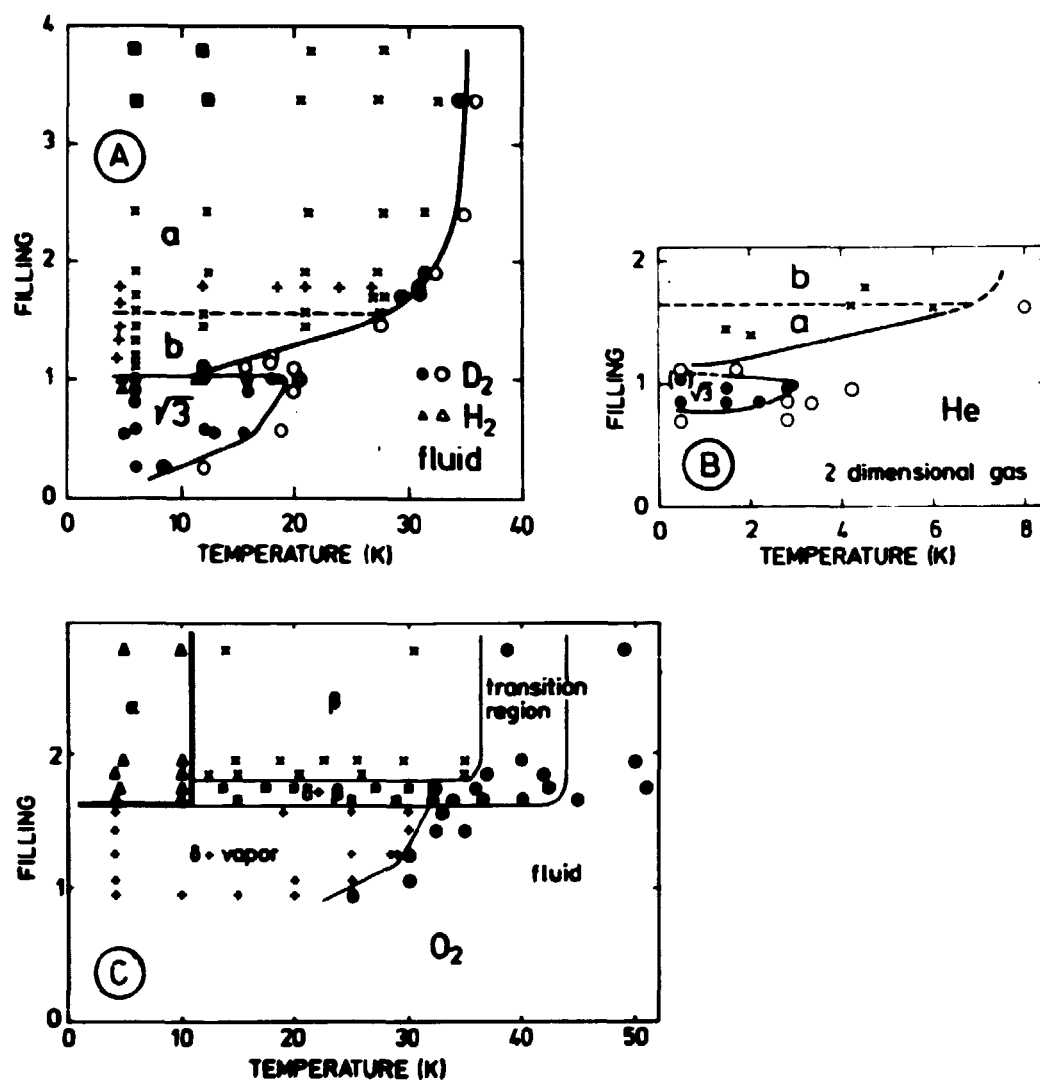 4
3
2
1
0
FILLING
A
a
b
√3
D₂
H₂
fluid
0 10 20 30 40
TEMPERATURE (K)
2
1
0
FILLING
b
a
√3
He
B
2 dimensional gas
0 2 4 6 8
TEMPERATURE (K)
2
1
0
FILLING
α
β
transition
region
δ+ β
δ+ vapor
fluid
O₂
C
0 10 20 30 40 50
TEMPERATURE (K)